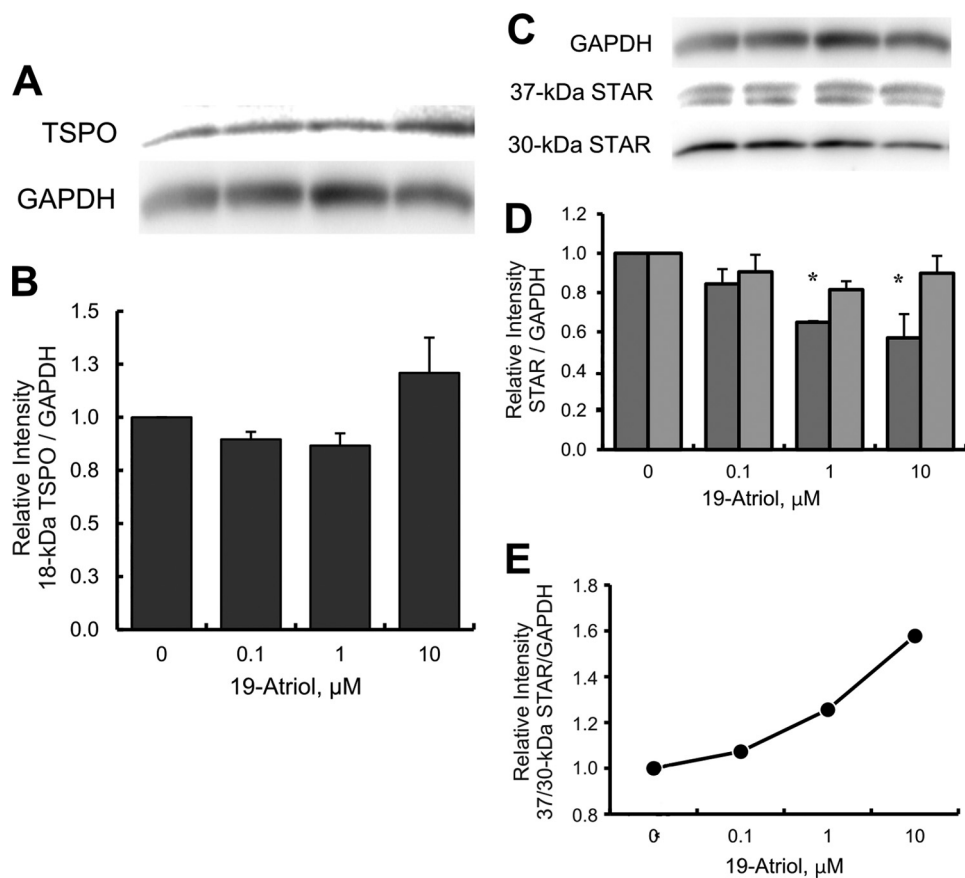 A
TSPO
GAPDH
B
Relative Intensity
18-kDa TSPO / GAPDH
1.5
1.3
1.0
0.8
0.5
0.3
0.0
0 0.1 1 10
19-Atriol, µM
C
GAPDH
37-kDa STAR
30-kDa STAR
D
Relative Intensity
STAR / GAPDH
1.2
1.0
0.8
0.6
0.4
0.2
0.0
* *
0 0.1 1 10
19-Atriol, µM
E
Relative Intensity
37/30-kDa STAR/GAPDH
1.8
1.6
1.4
1.2
1.0
0.8
0 0.1 1 10
19-Atriol, µM